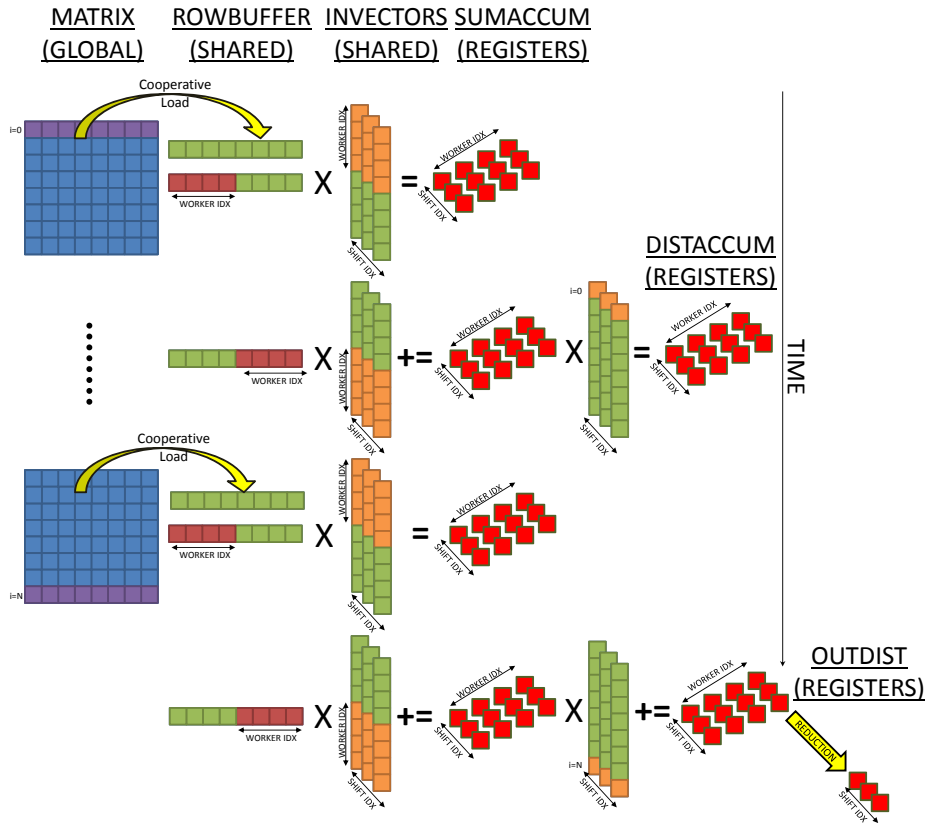 MATRIX
(GLOBAL)
ROWBUFFER
(SHARED)
INVECTORS
(SHARED)
SUMACCUM
(REGISTERS)
Cooperative
Load
i=0
WORKER IDX
X
WORKER IDX
SHIFT IDX
=
WORKER IDX
SHIFT IDX
DISTACCUM
(REGISTERS)
TIME
WORKER IDX
X
WORKER IDX
SHIFT IDX
+=
WORKER IDX
SHIFT IDX
X
i=0
=
WORKER IDX
SHIFT IDX
Cooperative
Load
i=N
WORKER IDX
X
WORKER IDX
SHIFT IDX
=
WORKER IDX
SHIFT IDX
OUTDIST
(REGISTERS)
WORKER IDX
X
WORKER IDX
SHIFT IDX
+=
WORKER IDX
SHIFT IDX
X
i=N
+=
WORKER IDX
SHIFT IDX
REDUCTION
SHIFT IDX